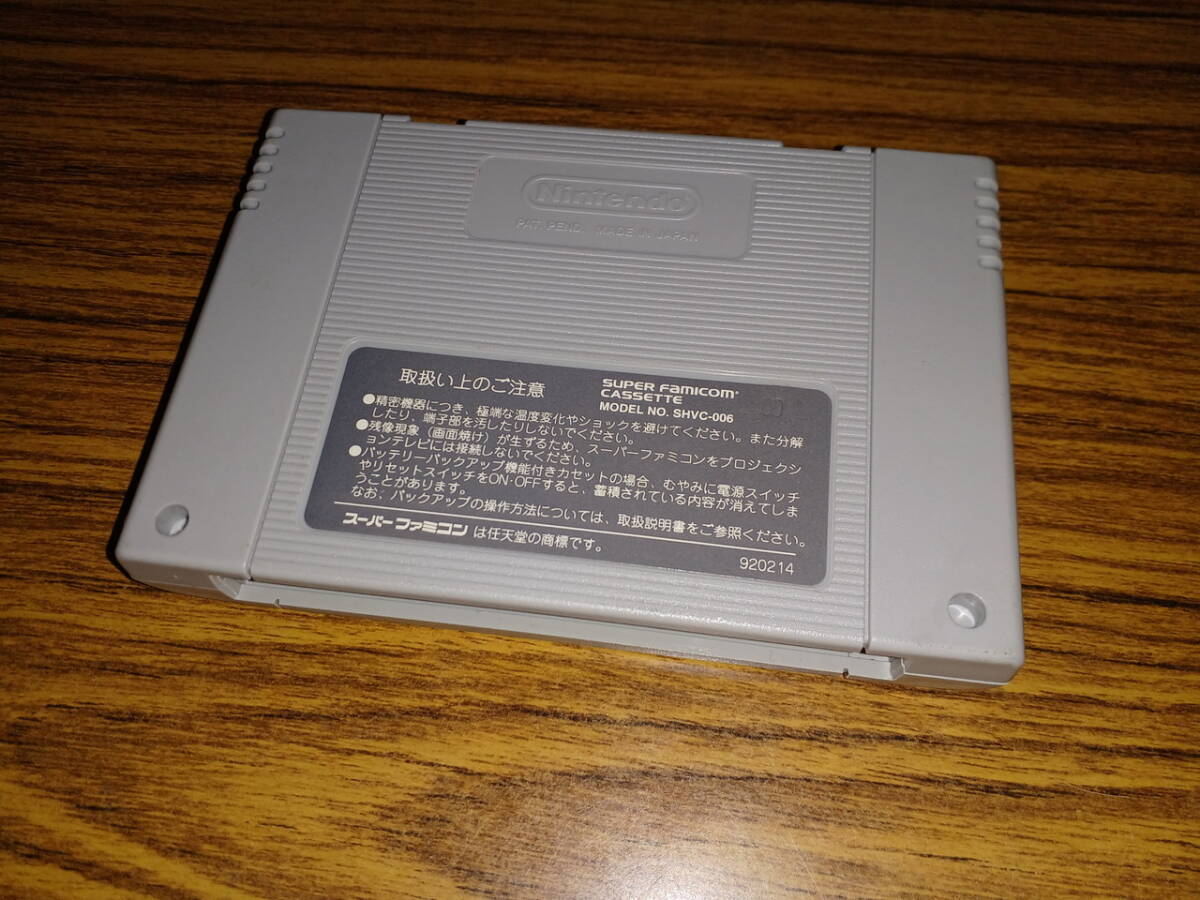 Nintendo
PAT. PEND. MADE IN JAPAN
取扱い上のご注意
SUPER FAMICOM
CASSETTE
MODEL NO. SHVC-006
●精密機器につき、極端な温度変化やショックを避けてください。また分解
したり、端子部を汚したりしないでください。
●残像現象(画面焼け)が生ずるため、スーパーファミコンをプロジェクシ
ョンテレビには接続しないでください。
●バッテリーバックアップ機能付きカセットの場合、むやみに電源スイッチ
やリセットスイッチをON・OFFすると、蓄積されている内容が消えてしま
うことがあります。
なお、バックアップの操作方法については、取扱説明書をご参照ください。
スーパーファミコンは任天堂の商標です。
920214